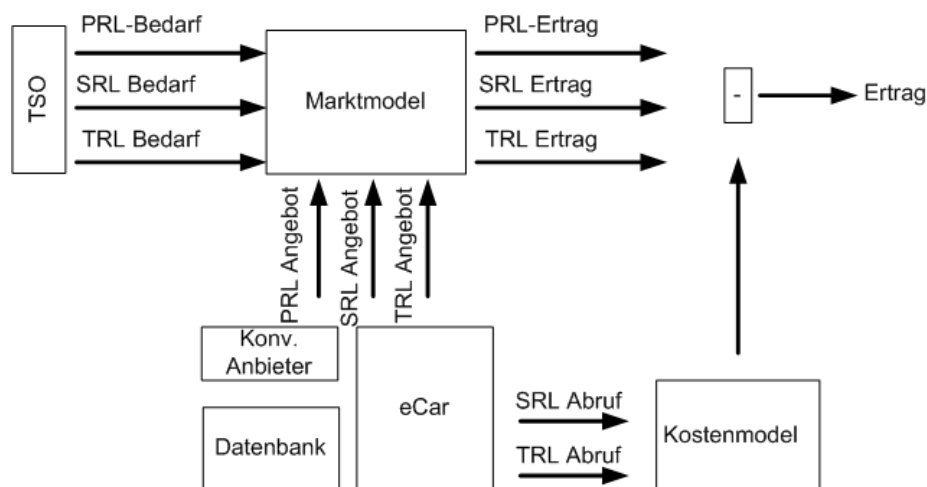 TSO
PRL-Bedarf
SRL Bedarf
TRL Bedarf
Marktmodel
PRL-Ertrag
SRL Ertrag
TRL Ertrag
-
Ertrag
PRL Angebot
SRL Angebot
TRL Angebot
Konv.
Anbieter
Datenbank
eCar
SRL Abruf
TRL Abruf
Kostenmodel